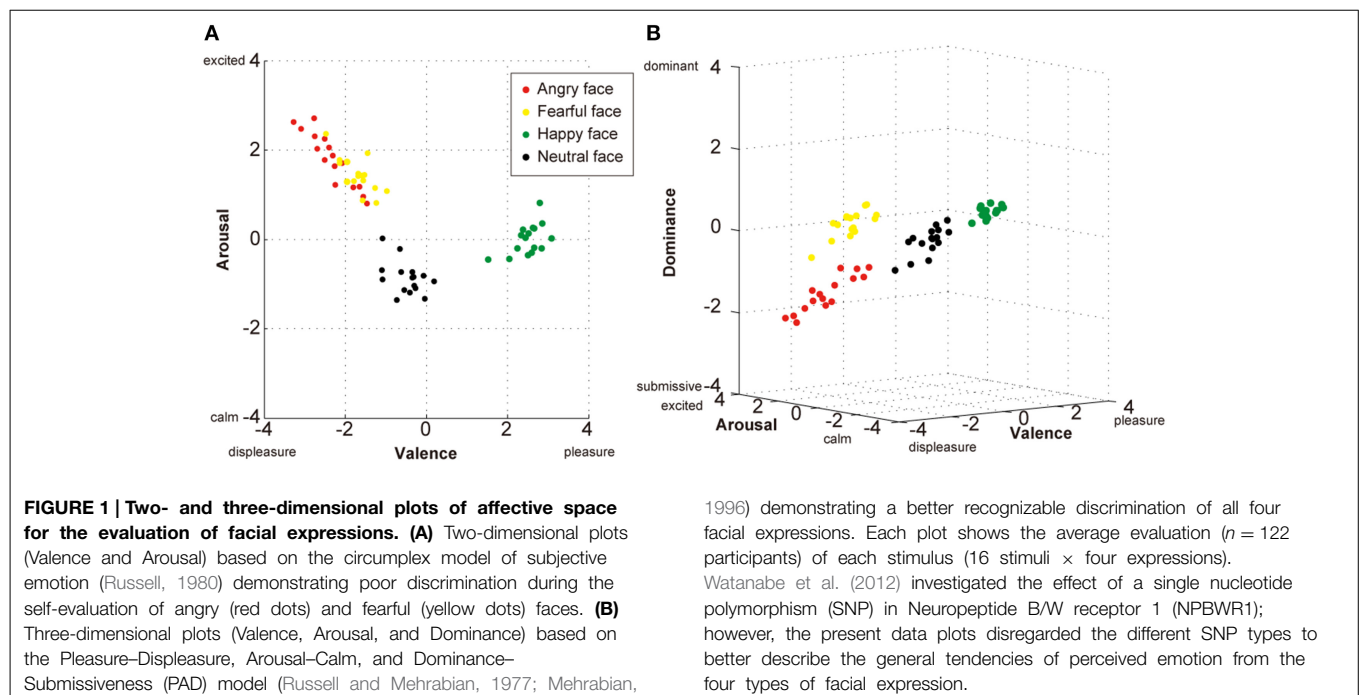 A
excited 4
2
0
-2
calm -4
Arousal
-4 -2 0 2 4
displeasure Valence pleasure
Angry face
Fearful face
Happy face
Neutral face
B
dominant 4
2
0
-2
submissive -4
Dominance
excited 4 2 0 -2 -4
Arousal
calm
-4 -2 0 2 4
displeasure Valence pleasure
FIGURE 1 | Two- and three-dimensional plots of affective space
for the evaluation of facial expressions. (A) Two-dimensional plots
(Valence and Arousal) based on the circumplex model of subjective
emotion (Russell, 1980) demonstrating poor discrimination during the
self-evaluation of angry (red dots) and fearful (yellow dots) faces. (B)
Three-dimensional plots (Valence, Arousal, and Dominance) based on
the Pleasure–Displeasure, Arousal–Calm, and Dominance–
Submissiveness (PAD) model (Russell and Mehrabian, 1977; Mehrabian,
1996) demonstrating a better recognizable discrimination of all four
facial expressions. Each plot shows the average evaluation (n = 122
participants) of each stimulus (16 stimuli × four expressions).
Watanabe et al. (2012) investigated the effect of a single nucleotide
polymorphism (SNP) in Neuropeptide B/W receptor 1 (NPBWR1);
however, the present data plots disregarded the different SNP types to
better describe the general tendencies of perceived emotion from the
four types of facial expression.